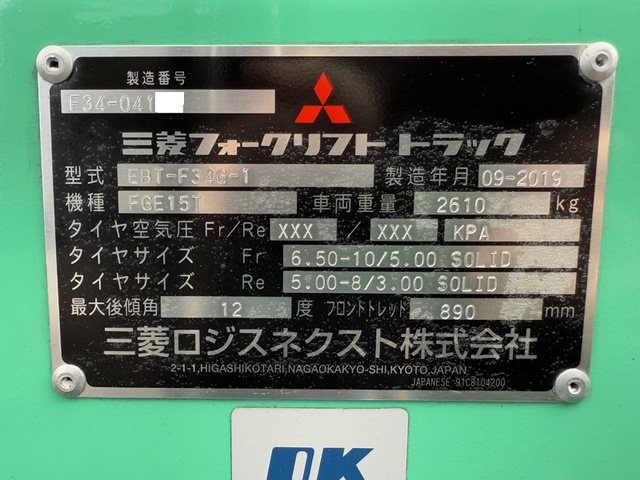 製造番号
F34-041
三菱フォークリフト トラック
型式 EBT-F34G-1 製造年月 09-2019
機種 FGE15T 車両重量 2610 kg
タイヤ空気圧 Fr/Re XXX / XXX KPA
タイヤサイズ Fr 6.50-10/5.00 SOLID
タイヤサイズ Re 5.00-8/3.00 SOLID
最大後傾角 12 度 フロントトレッド 890 mm
三菱ロジスネクスト株式会社
2-1-1,HIGASHIKOTARI,NAGAOKAKYO-SHI,KYOTO,JAPAN
JAPANESE 91C8104200
OK